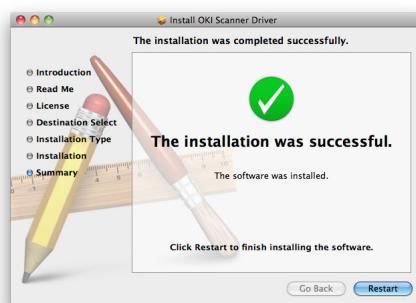 Install OKI Scanner Driver
The installation was completed successfully.
Introduction
Read Me
License
Destination Select
Installation Type
Installation
Summary
The installation was successful.
The software was installed.
Click Restart to finish installing the software.
Go Back
Restart